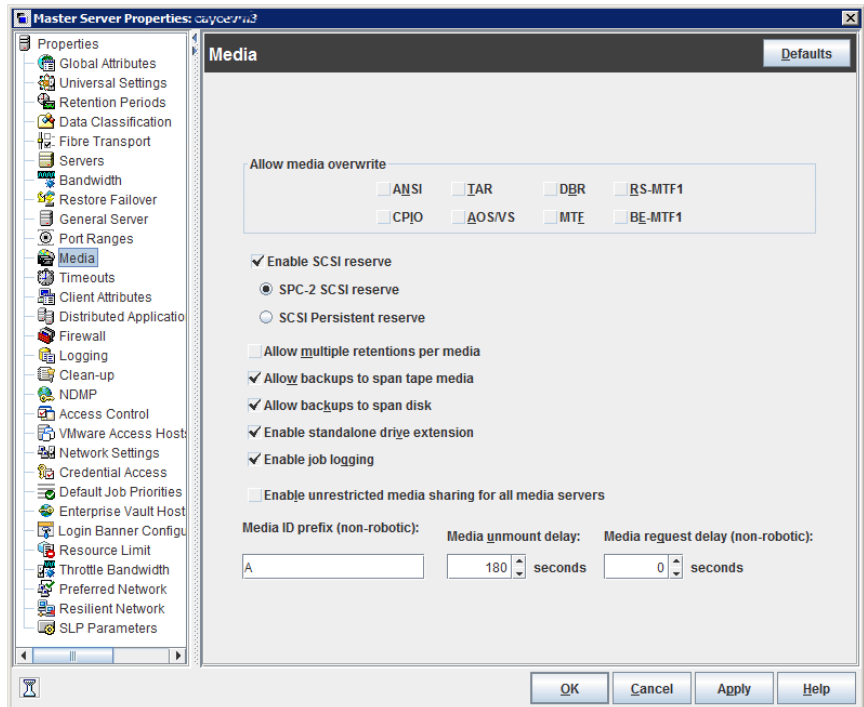 Master Server Properties:
Properties
Global Attributes
Universal Settings
Retention Periods
Data Classification
Fibre Transport
Servers
Bandwidth
Restore Failover
General Server
Port Ranges
Media
Timeouts
Client Attributes
Distributed Applicatio
Firewall
Logging
Clean-up
NDMP
Access Control
VMware Access Host
Network Settings
Credential Access
Default Job Priorities
Enterprise Vault Host
Login Banner Configu
Resource Limit
Throttle Bandwidth
Preferred Network
Resilient Network
SLP Parameters
Media
Defaults
Allow media overwrite
ANSI TAR DBR RS-MTF1
CPIO AOS/VS MTF BE-MTF1
Enable SCSI reserve
SPC-2 SCSI reserve
SCSI Persistent reserve
Allow multiple retentions per media
Allow backups to span tape media
Allow backups to span disk
Enable standalone drive extension
Enable job logging
Enable unrestricted media sharing for all media servers
Media ID prefix (non-robotic): Media unmount delay: Media request delay (non-robotic):
A 180 seconds 0 seconds
OK Cancel Apply Help